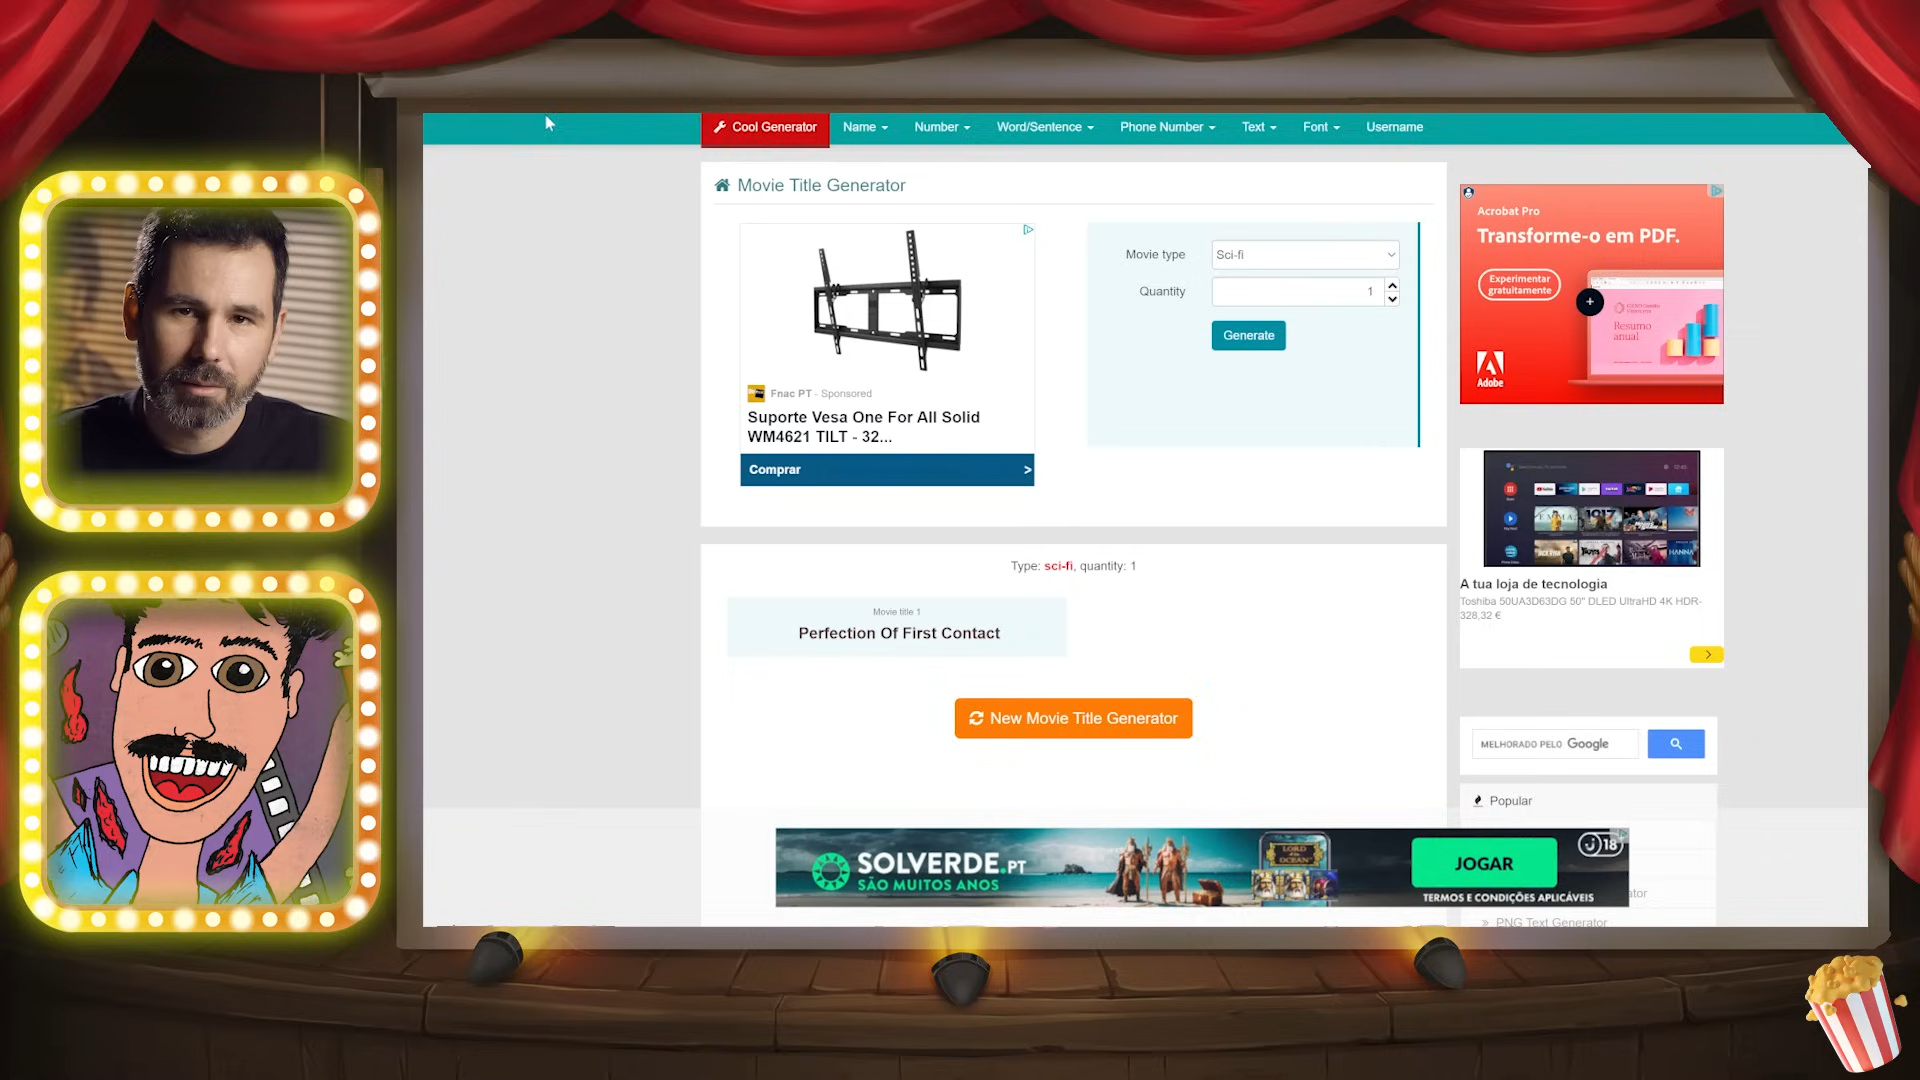 Cool Generator
Name
Number
Word/Sentence
Phone Number
Text
Font
Username
Movie Title Generator
Fnac PT - Sponsored
Suporte Vesa One For All Solid
WM4621 TILT - 32...
Comprar >
Movie type Sci-fi
Quantity 1
Generate
Type: sci-fi, quantity: 1
Movie title 1
Perfection Of First Contact
New Movie Title Generator
Acrobat Pro
Transforme-o em PDF.
Experimentar
gratuitamente
Resumo
anual
Adobe
A tua loja de tecnologia
Toshiba 50UA3D63DG 50" DLED UltraHD 4K HDR-
328,32 €
MELHORADO PELO Google
Popular
ator
» PNG Text Generator
SOLVERDE.PT
SÃO MUITOS ANOS
LORD
OCEAN
JOGAR
18
TERMOS E CONDIÇÕES APLICÁVEIS